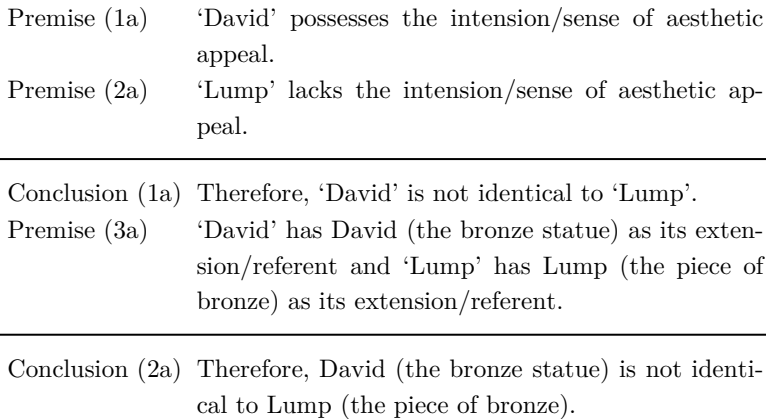 Premise (1a) ‘David’ possesses the intension/sense of aesthetic
appeal.
Premise (2a) ‘Lump’ lacks the intension/sense of aesthetic ap-
peal.
Conclusion (1a) Therefore, ‘David’ is not identical to ‘Lump’.
Premise (3a) ‘David’ has David (the bronze statue) as its exten-
sion/referent and ‘Lump’ has Lump (the piece of
bronze) as its extension/referent.
Conclusion (2a) Therefore, David (the bronze statue) is not identi-
cal to Lump (the piece of bronze).